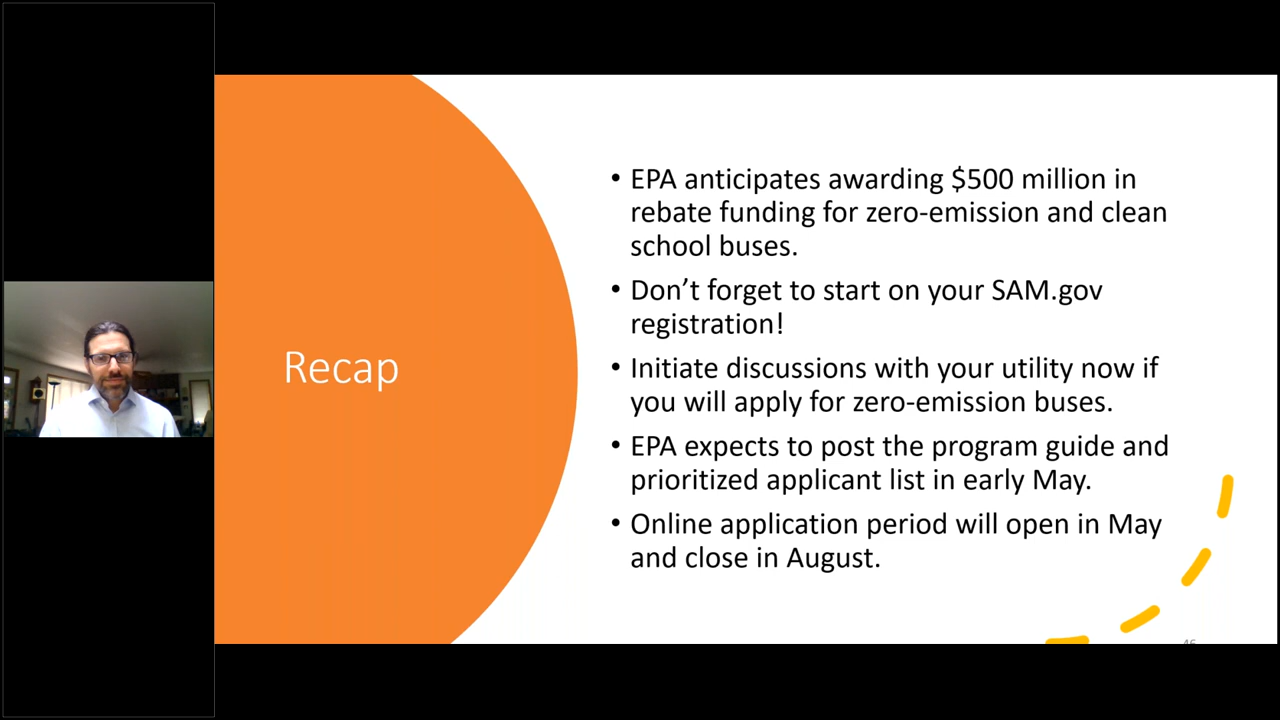 Recap
• EPA anticipates awarding $500 million in
rebate funding for zero-emission and clean
school buses.
• Don’t forget to start on your SAM.gov
registration!
• Initiate discussions with your utility now if
you will apply for zero-emission buses.
• EPA expects to post the program guide and
prioritized applicant list in early May.
• Online application period will open in May
and close in August.